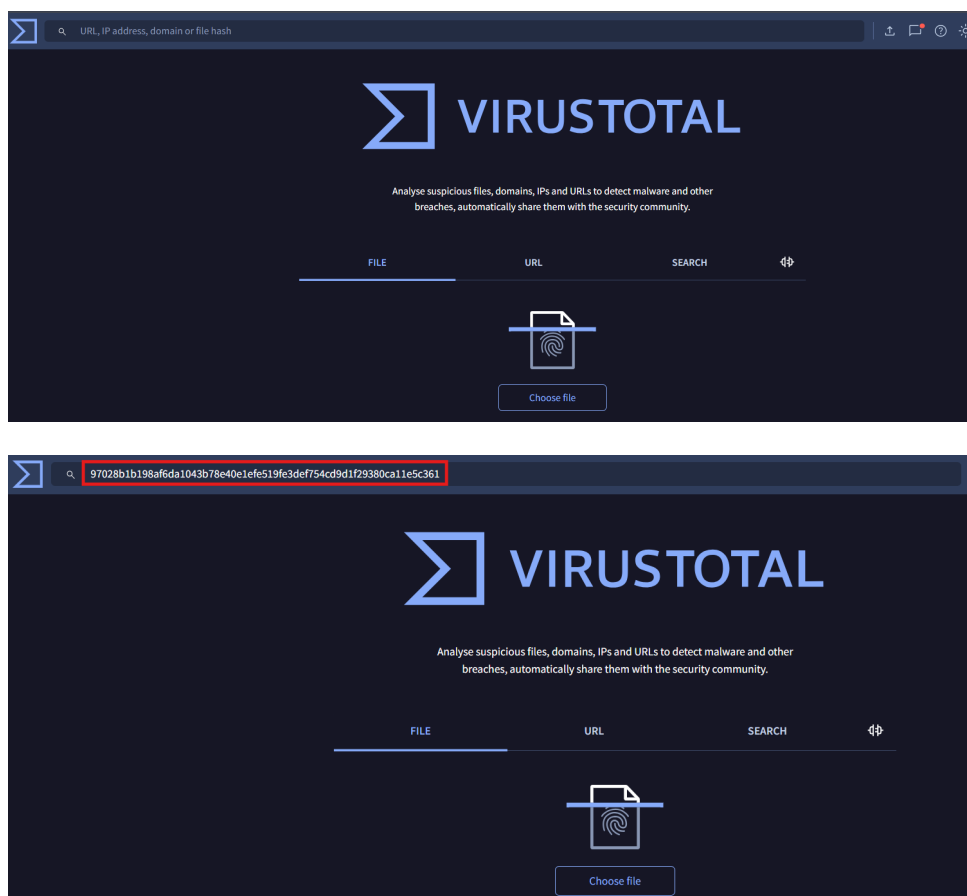 URL, IP address, domain or file hash
VIRUSTOTAL
Analyse suspicious files, domains, IPs and URLs to detect malware and other
breaches, automatically share them with the security community.
FILE URL SEARCH
Choose file
97028b1b198af6da1043b78e40e1efe519fe3def754cd9d1f29380ca11e5c361
VIRUSTOTAL
Analyse suspicious files, domains, IPs and URLs to detect malware and other
breaches, automatically share them with the security community.
FILE URL SEARCH
Choose file